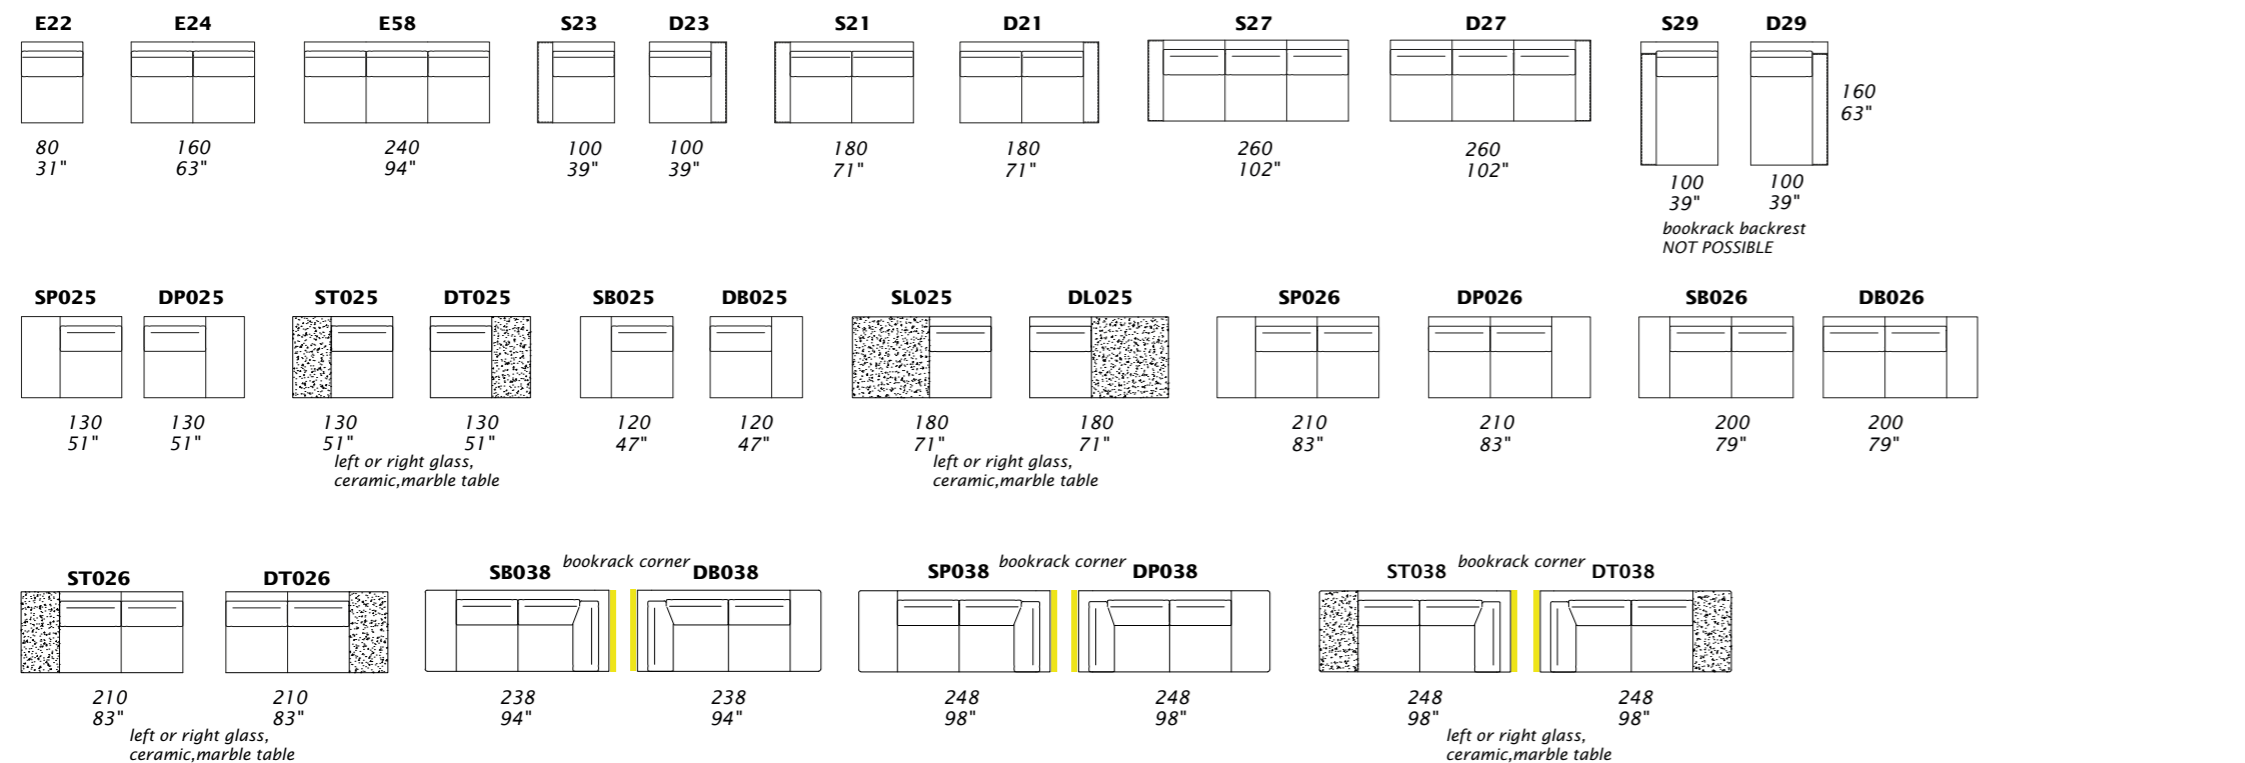 E22 E24 E58 S23 D23 S21 D21 S27 D27 S29 D29
160
63"
80 160 240 100 100 180 180 260 260
31" 63" 94" 39" 39" 71" 71" 102" 102"
100 100
39" 39"
bookrack backrest
NOT POSSIBLE
SP025 DP025 ST025 DT025 SB025 DB025 SL025 DL025 SP026 DP026 SB026 DB026
130 130 130 130 120 120 180 180 210 210 200 200
51" 51" 51" 51" 47" 47" 71" 71" 83" 83" 79" 79"
left or right glass, left or right glass,
ceramic,marble table ceramic,marble table
bookrack corner bookrack corner bookrack corner
ST026 DT026 SB038 DB038 SP038 DP038 ST038 DT038
210 210 238 238 248 248 248 248
83" 83" 94" 94" 98" 98" 98" 98"
left or right glass, left or right glass,
ceramic,marble table ceramic,marble table